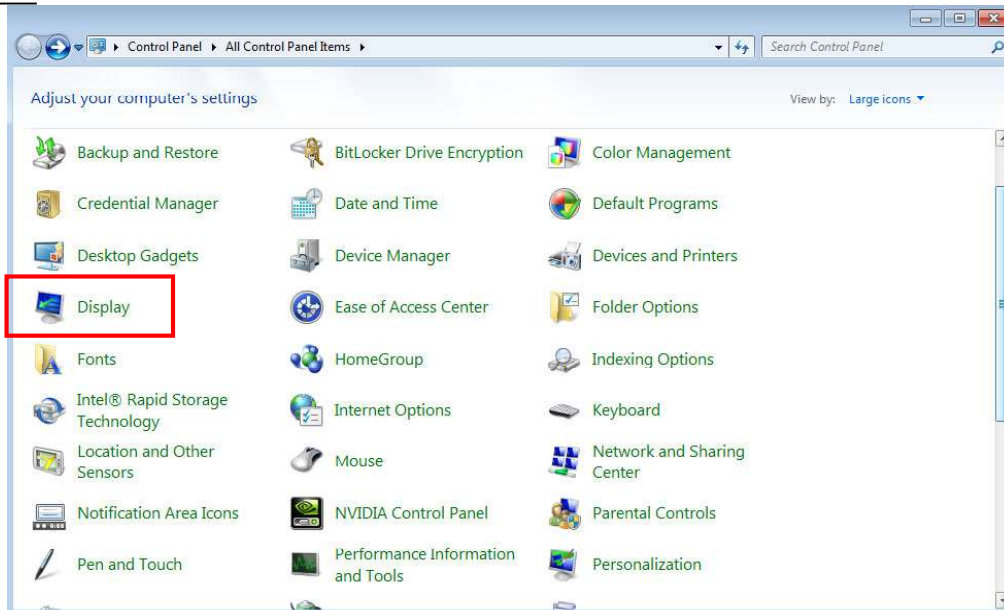 Control Panel ▸ All Control Panel Items ▸
Search Control Panel
Adjust your computer's settings
View by: Large icons
Backup and Restore
BitLocker Drive Encryption
Color Management
Credential Manager
Date and Time
Default Programs
Desktop Gadgets
Device Manager
Devices and Printers
Display
Ease of Access Center
Folder Options
Fonts
HomeGroup
Indexing Options
Intel® Rapid Storage
Technology
Internet Options
Keyboard
Location and Other
Sensors
Mouse
Network and Sharing
Center
Notification Area Icons
NVIDIA Control Panel
Parental Controls
Pen and Touch
Performance Information
and Tools
Personalization